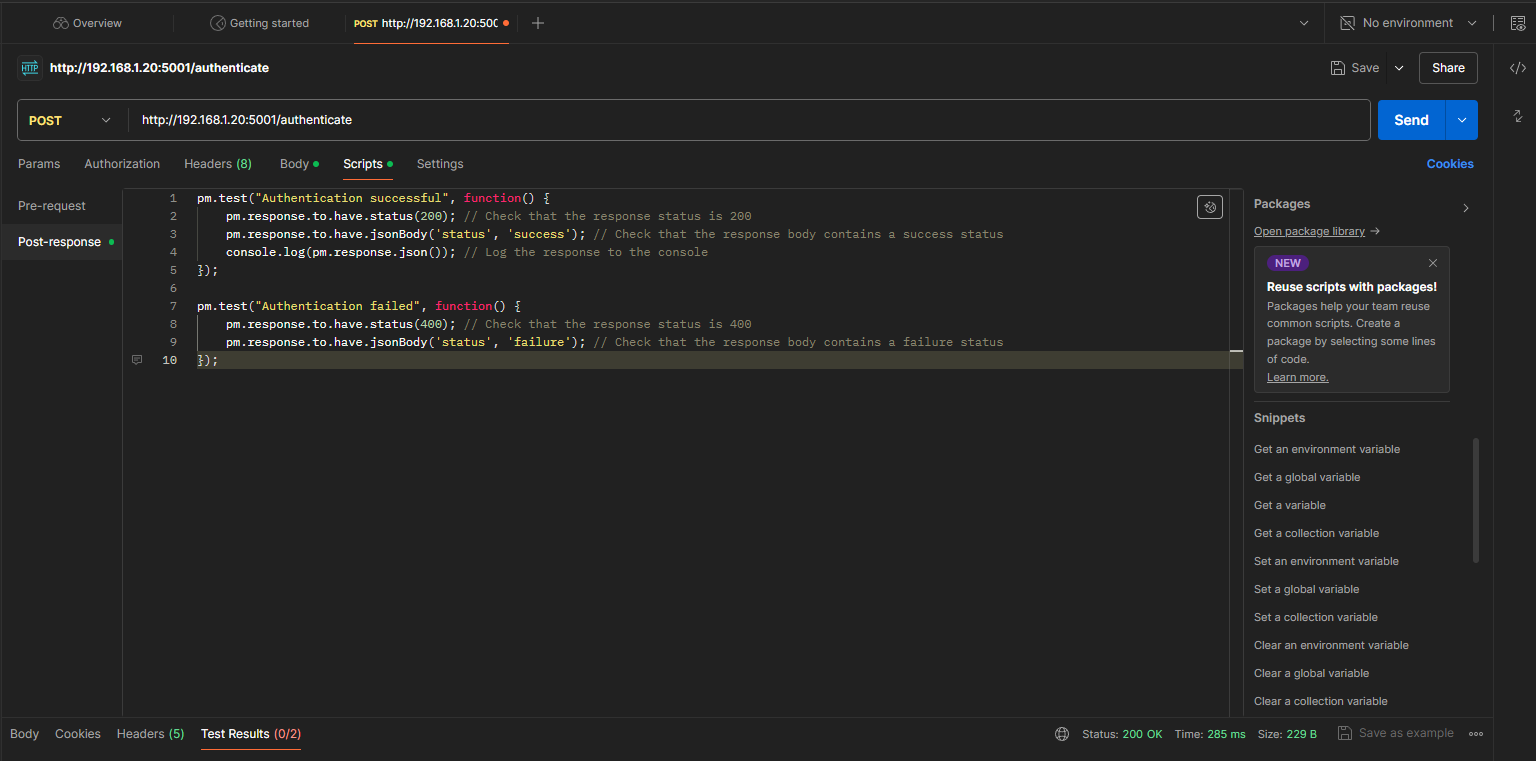 Overview
Getting started
POST http://192.168.1.20:500
No environment
HTTP http://192.168.1.20:5001/authenticate
Save
Share
POST
http://192.168.1.20:5001/authenticate
Send
Params
Authorization
Headers (8)
Body
Scripts
Settings
Cookies
Pre-request
Post-response
1 pm.test("Authentication successful", function() {
2 pm.response.to.have.status(200); // Check that the response status is 200
3 pm.response.to.have.jsonBody('status', 'success'); // Check that the response body contains a success status
4 console.log(pm.response.json()); // Log the response to the console
5 });
6
7 pm.test("Authentication failed", function() {
8 pm.response.to.have.status(400); // Check that the response status is 400
9 pm.response.to.have.jsonBody('status', 'failure'); // Check that the response body contains a failure status
10 });
Packages
Open package library →
NEW
Reuse scripts with packages!
Packages help your team reuse
common scripts. Create a
package by selecting some lines
of code.
Learn more.
Snippets
Get an environment variable
Get a global variable
Get a variable
Get a collection variable
Set an environment variable
Set a global variable
Set a collection variable
Clear an environment variable
Clear a global variable
Clear a collection variable
Body
Cookies
Headers (5)
Test Results (0/2)
Status: 200 OK
Time: 285 ms
Size: 229 B
Save as example